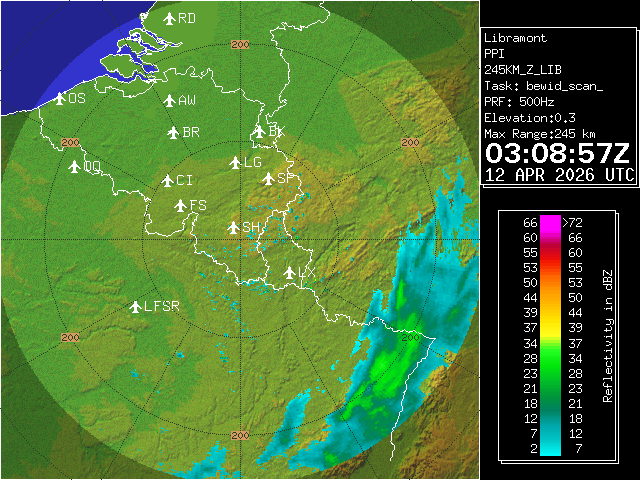 RD
200
OS
AW
BR
BK
200
200
QQ
LG
CI
SP
FS
SH
LX
LFSR
200
200
200
Libramont
PPI
245KM_Z_LIB
Task: bewid_scan_
PRF: 500Hz
Elevation:0.3
Max Range:245 km
03:08:57Z
12 APR 2026 UTC
66 >72
60 66
55 60
53 55
50 53
44 50
39 44
37 39
34 37
28 34
23 28
21 23
18 21
12 18
7 12
2 7
Reflectivity in dBZ